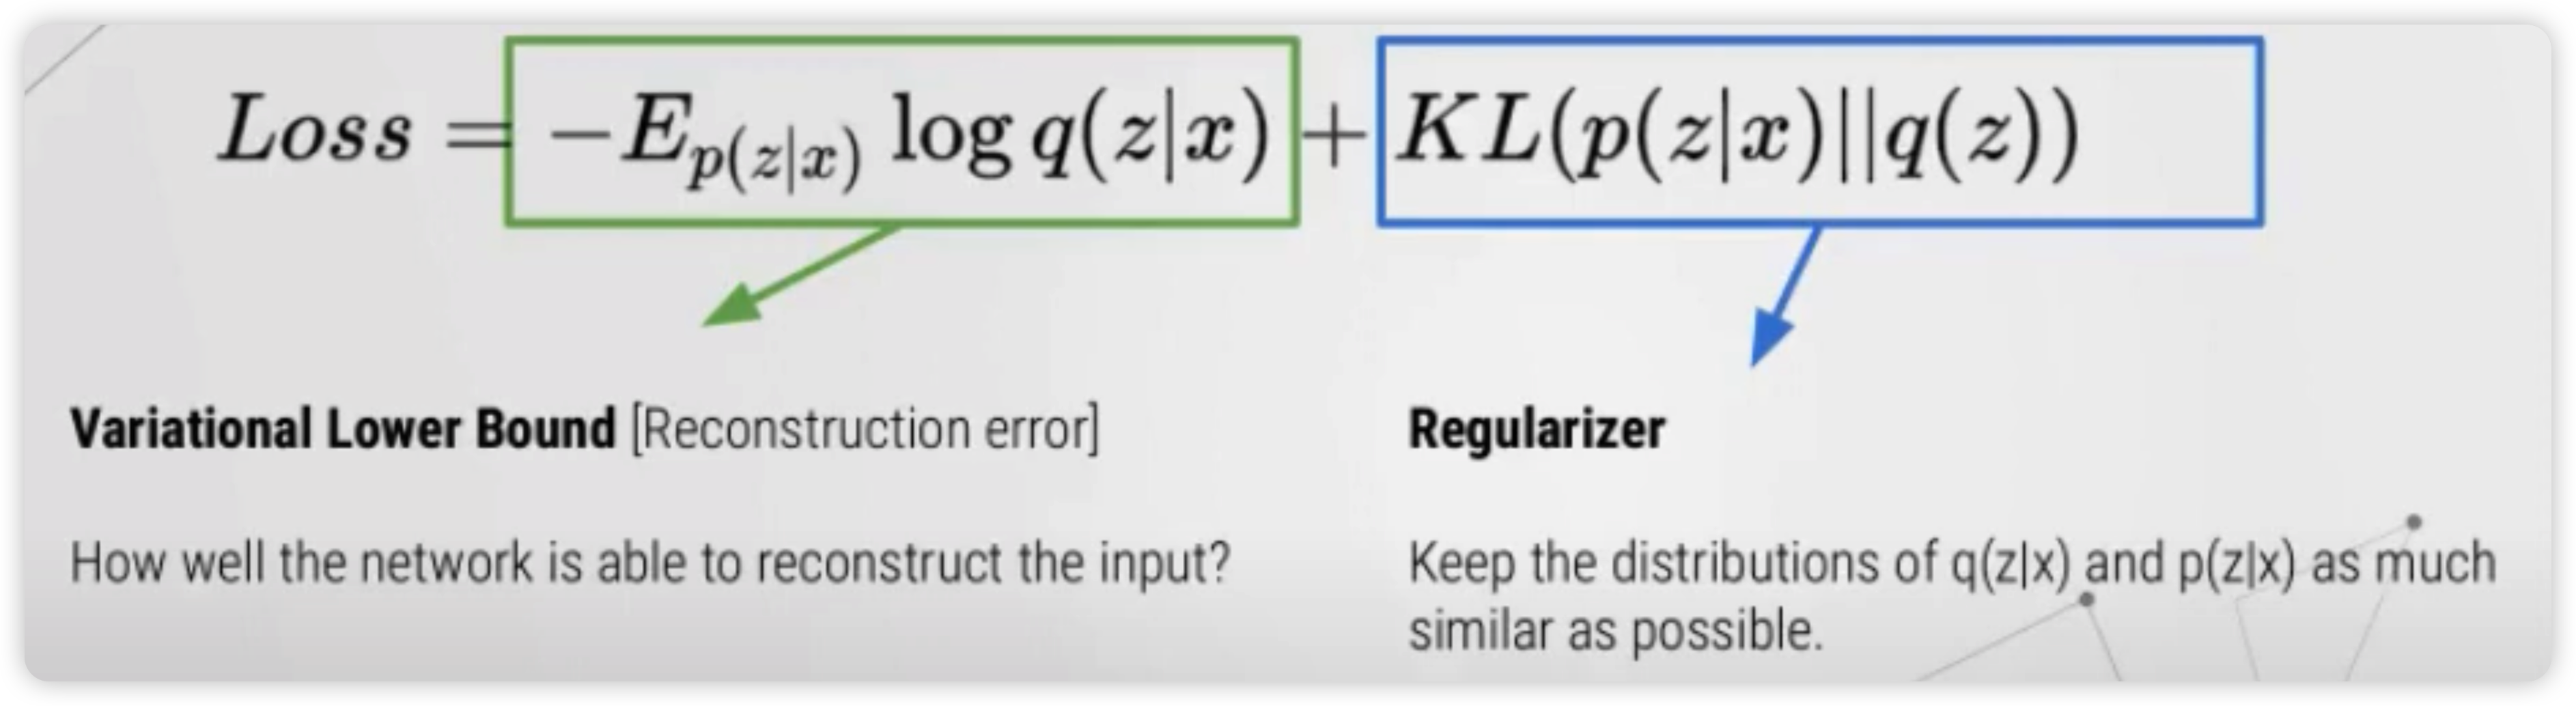 Loss = −E_{p(z|x)} log q(z|x) + KL(p(z|x)||q(z))
Variational Lower Bound [Reconstruction error]
How well the network is able to reconstruct the input?
Regularizer
Keep the distributions of q(z|x) and p(z|x) as much
similar as possible.